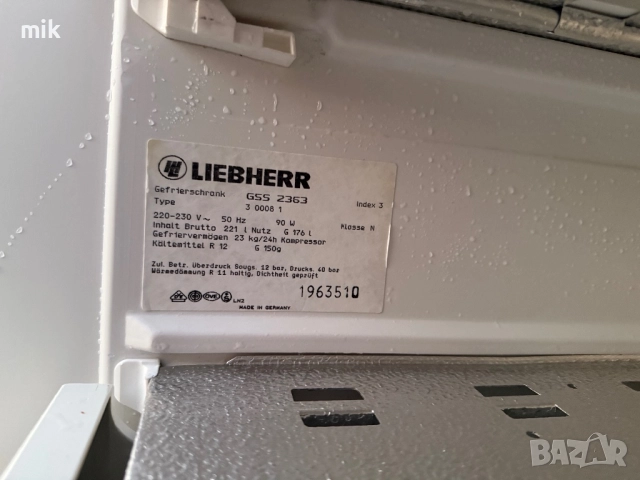 mik
LIEBHERR
Gefrierschrank GSS 2363 Index 3
Type 3 0008 1
220-230 V~ 50 Hz 90 W Klasse N
Inhalt Brutto 221 l Nutz G 176 l
Gefriervermögen 23 kg/24h Kompressor
Kältemittel R 12 G 150g
Zul. Betr. Überdruck Saugs. 12 bar, Drucks. 40 bar
Wärmedämmung R 11 haltig, Dichtheit geprüft
1963510
LM2
MADE IN GERMANY
BAZAR